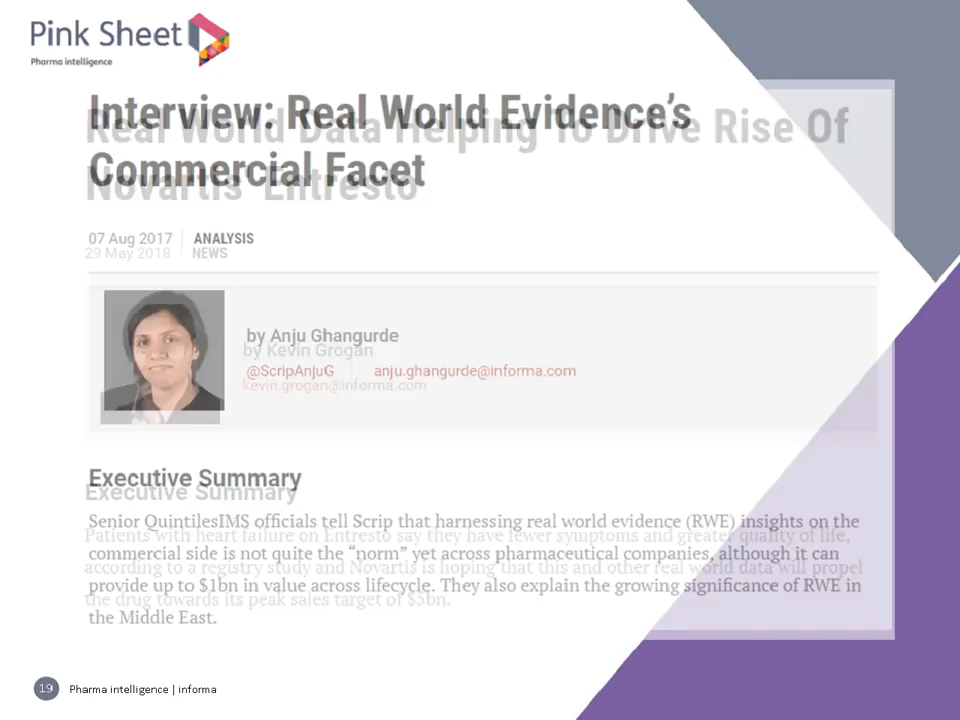 Pink Sheet
Pharma intelligence
Interview: Real World Evidence's
Commercial Facet
07 Aug 2017 | ANALYSIS
by Anju Ghangurde
@ScripAnjuG anju.ghangurde@informa.com
Executive Summary
Senior QuintilesIMS officials tell Scrip that harnessing real world evidence (RWE) insights on the
commercial side is not quite the “norm” yet across pharmaceutical companies, although it can
provide up to $1bn in value across lifecycle. They also explain the growing significance of RWE in
the Middle East.
Real World Data Helping To Drive Rise Of
Novartis' Entresto
29 May 2018 NEWS
by Kevin Grogan
kevin.grogan@informa.com
Executive Summary
Patients with heart failure on Entresto say they have fewer symptoms and greater quality of life,
according to a registry study and Novartis is hoping that this and other real world data will propel
the drug towards its peak sales target of $5bn.
19 Pharma intelligence | informa